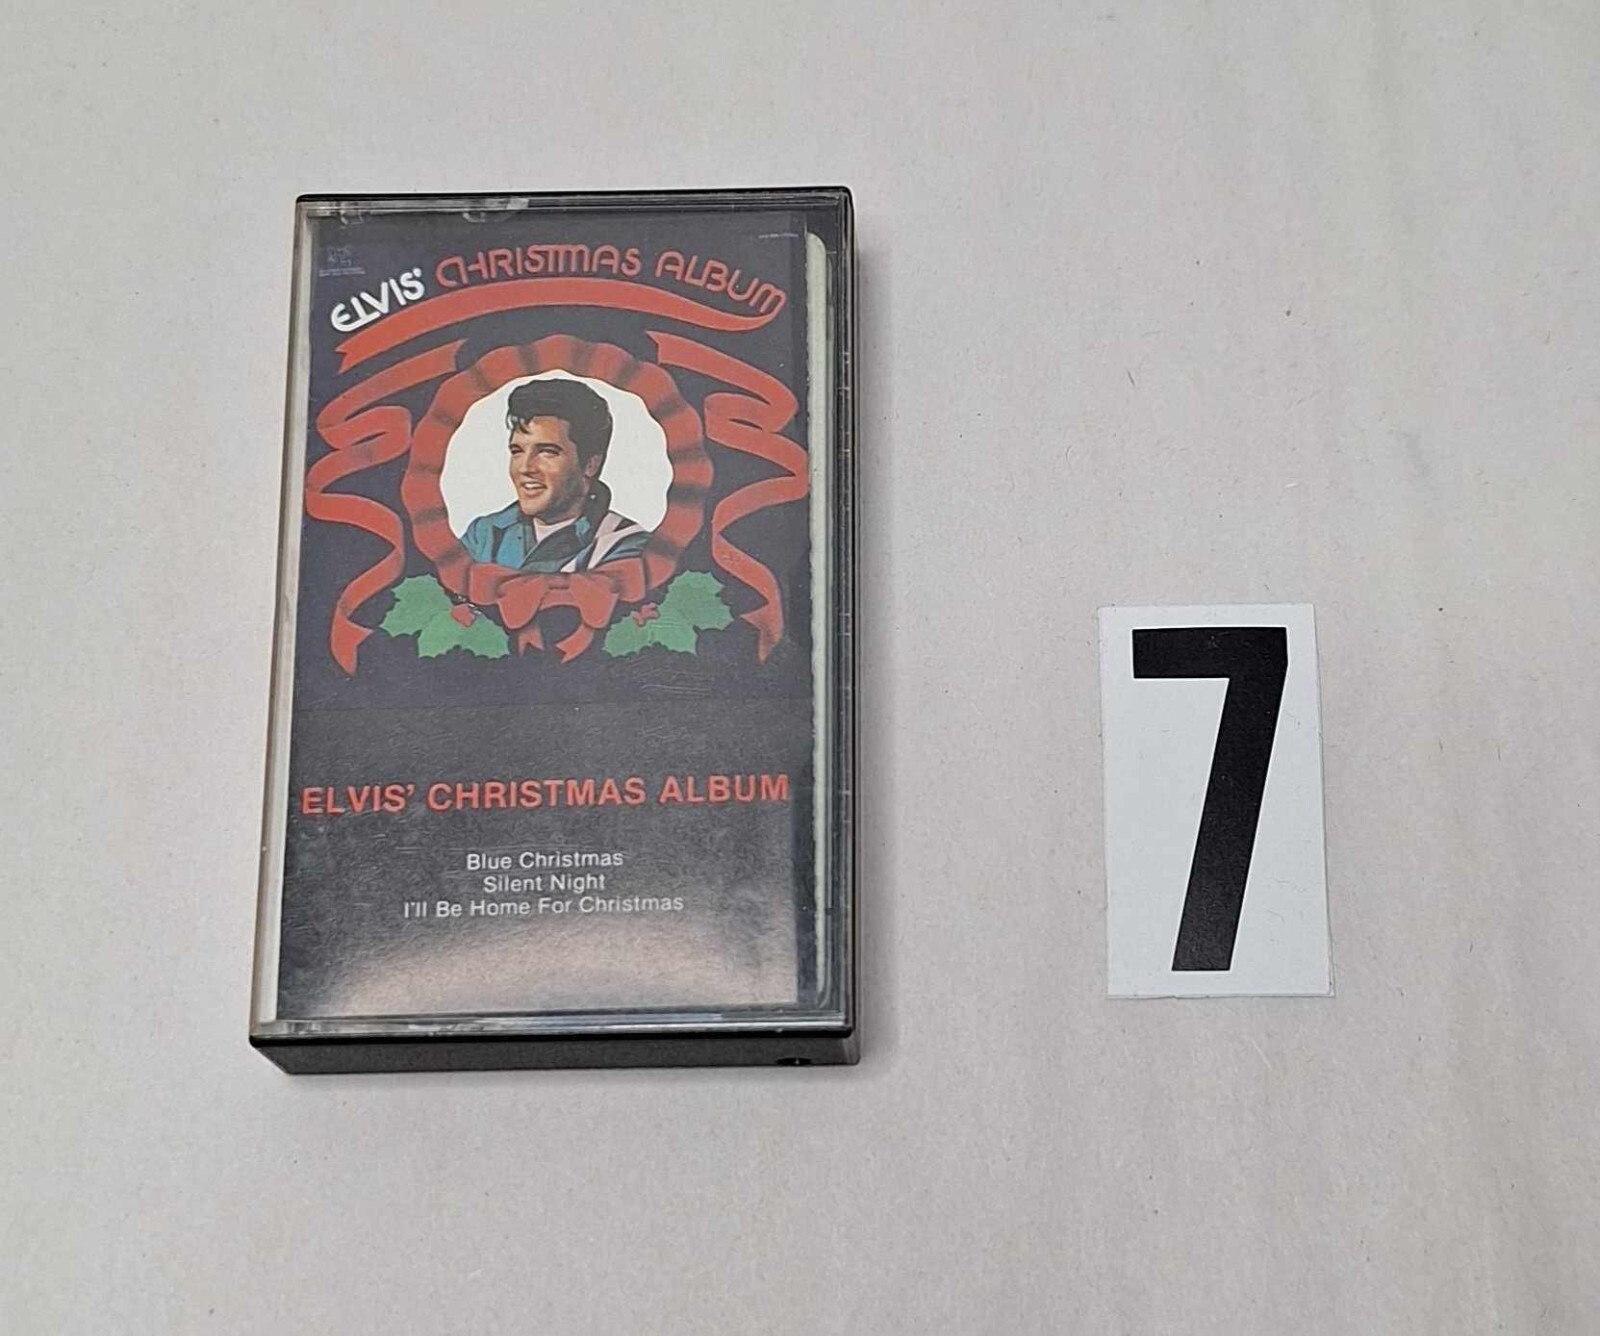 ELVIS' CHRISTMAS ALBUM
ELVIS' CHRISTMAS ALBUM
Blue Christmas
Silent Night
I'll Be Home For Christmas
7